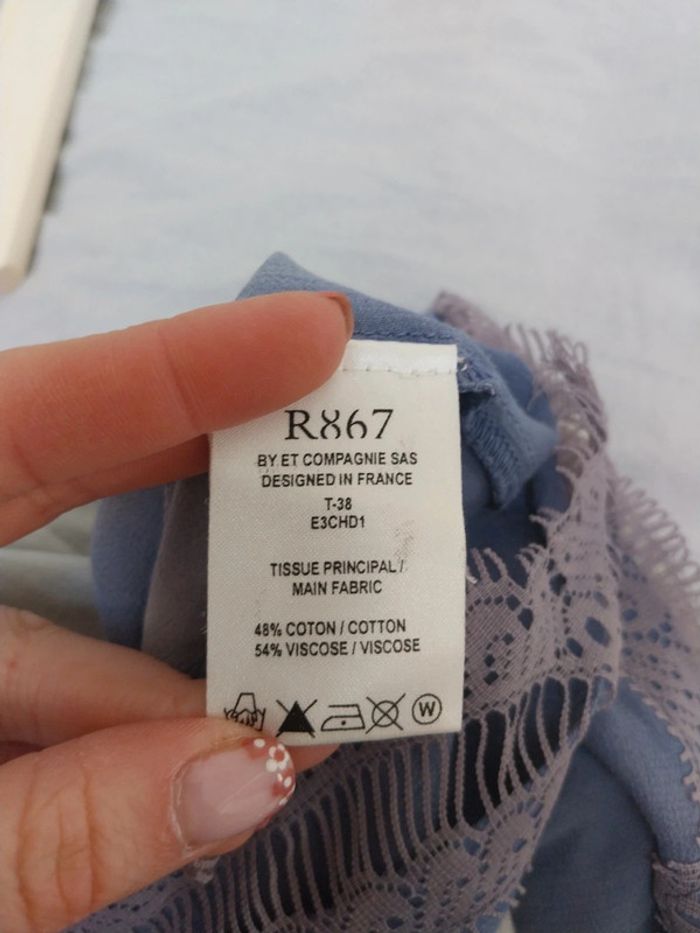 R867
BY ET COMPAGNIE SAS
DESIGNED IN FRANCE
T-38
E3CHD1
TISSUE PRINCIPAL /
MAIN FABRIC
48% COTON / COTTON
54% VISCOSE / VISCOSE
W